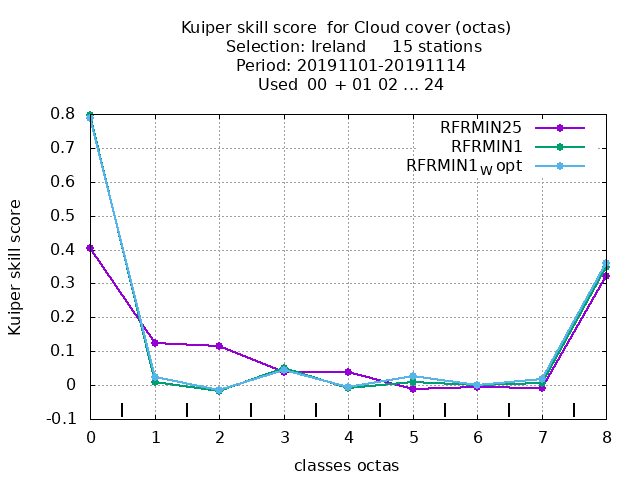 Kuiper skill score  for Cloud cover (octas)
Selection: Ireland     15 stations
Period: 20191101-20191114
Used  00  + 01 02 ... 24
Kuiper skill score
0.8
0.7
0.6
0.5
0.4
0.3
0.2
0.1
0
-0.1
RFRMIN25
RFRMIN1
RFRMIN1W opt
0 1 2 3 4 5 6 7 8
classes octas